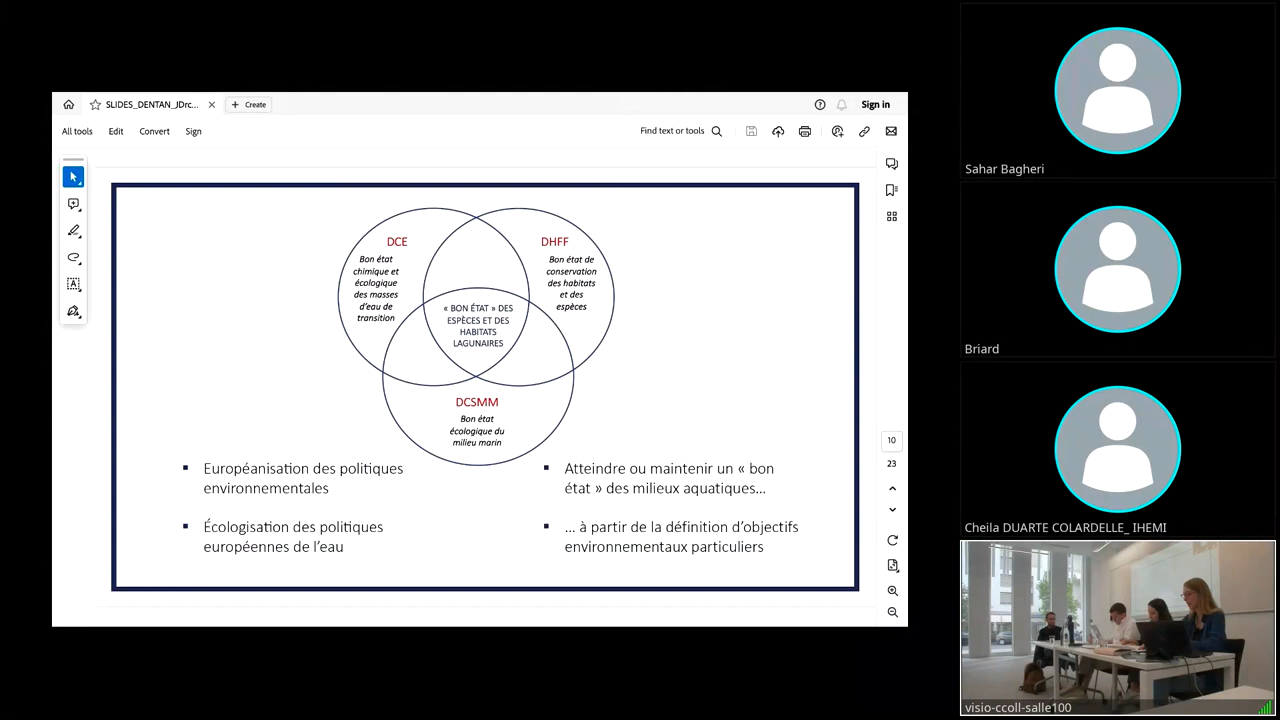 SLIDES_DENTAN_JDrc...
Create
Sign in
All tools
Edit
Convert
Sign
Find text or tools
DCE
Bon état
chimique et
écologique
des masses
d'eau de
transition
DHFF
Bon état de
conservation
des habitats
et des
espèces
« BON ÉTAT » DES
ESPÈCES ET DES
HABITATS
LAGUNAIRES
DCSMM
Bon état
écologique du
milieu marin
Européanisation des politiques
environnementales
Écologisation des politiques
européennes de l'eau
Atteindre ou maintenir un « bon
état » des milieux aquatiques...
... à partir de la définition d'objectifs
environnementaux particuliers
10
23
Sahar Bagheri
Briard
Cheila DUARTE COLARDELLE_ IHEMI
visio-ccoll-salle100